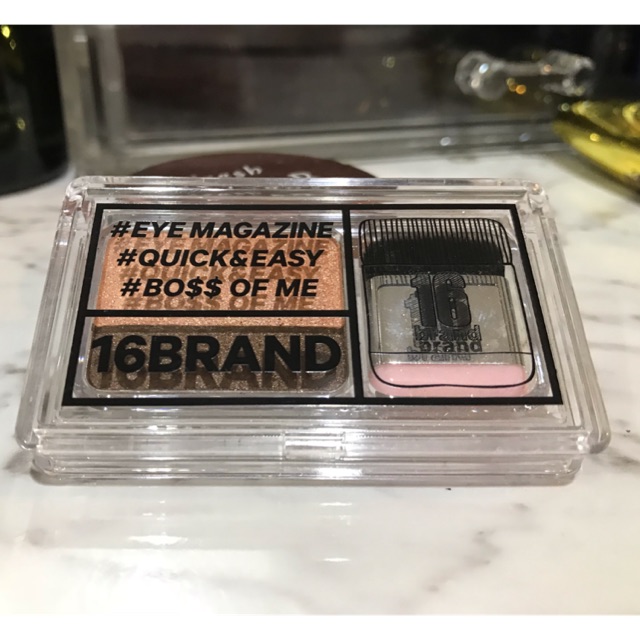 #EYE MAGAZINE
#QUICK&EASY
#BO$$ OF ME
16BRAND
16
brand